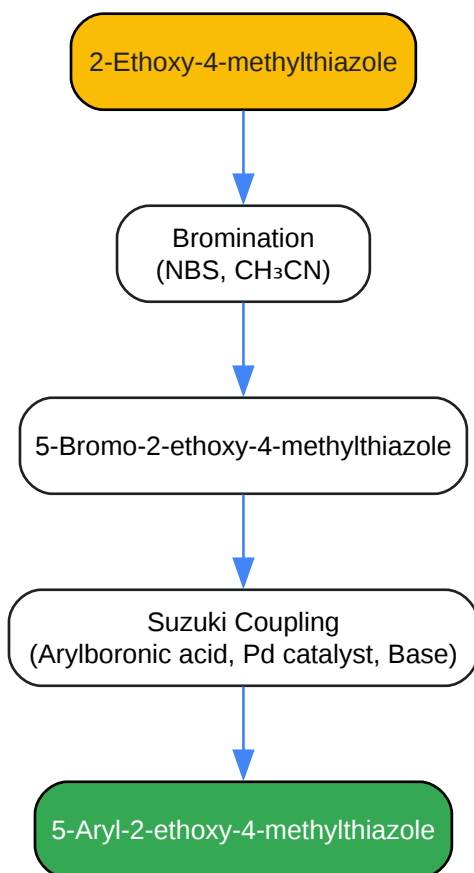 2-Ethoxy-4-methylthiazole
Bromination
(NBS, CH₃CN)
5-Bromo-2-ethoxy-4-methylthiazole
Suzuki Coupling
(Arylboronic acid, Pd catalyst, Base)
5-Aryl-2-ethoxy-4-methylthiazole